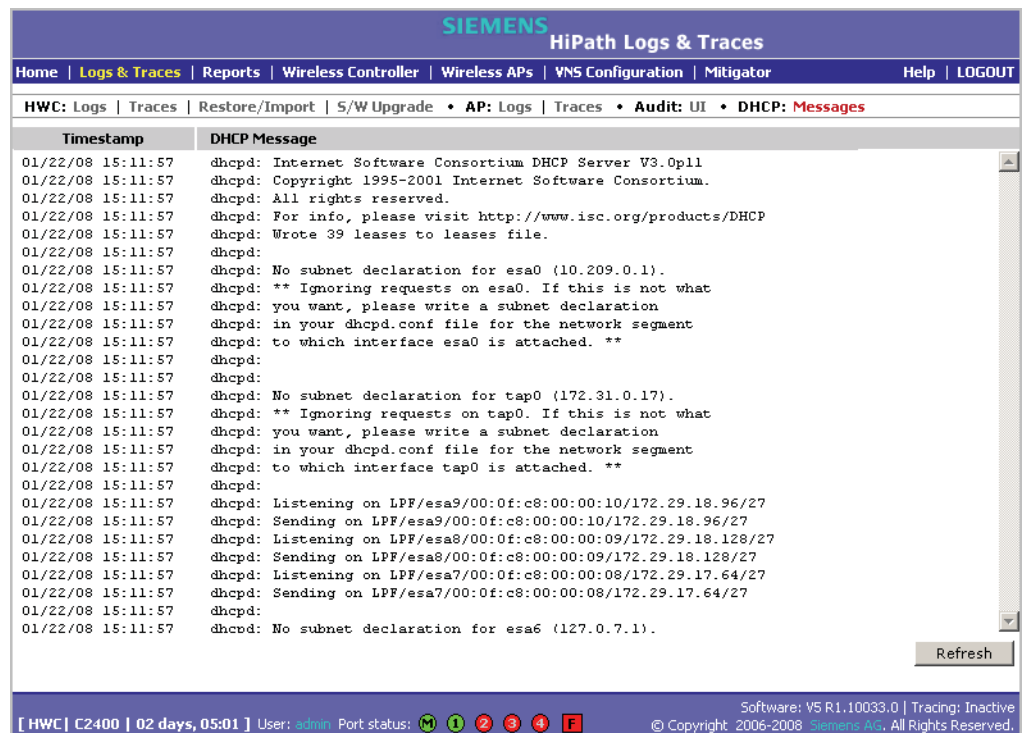 SIEMENS
HiPath Logs & Traces
Home | Logs & Traces | Reports | Wireless Controller | Wireless APs | VNS Configuration | Mitigator Help | LOGOUT
HWC: Logs | Traces | Restore/Import | S/W Upgrade • AP: Logs | Traces • Audit: UI • DHCP: Messages
Timestamp DHCP Message
01/22/08 15:11:57 dhcpd: Internet Software Consortium DHCP Server V3.0pl1
01/22/08 15:11:57 dhcpd: Copyright 1995-2001 Internet Software Consortium.
01/22/08 15:11:57 dhcpd: All rights reserved.
01/22/08 15:11:57 dhcpd: For info, please visit http://www.isc.org/products/DHCP
01/22/08 15:11:57 dhcpd: Wrote 39 leases to leases file.
01/22/08 15:11:57 dhcpd:
01/22/08 15:11:57 dhcpd: No subnet declaration for esa0 (10.209.0.1).
01/22/08 15:11:57 dhcpd: ** Ignoring requests on esa0. If this is not what
01/22/08 15:11:57 dhcpd: you want, please write a subnet declaration
01/22/08 15:11:57 dhcpd: in your dhcpd.conf file for the network segment
01/22/08 15:11:57 dhcpd: to which interface esa0 is attached. **
01/22/08 15:11:57 dhcpd:
01/22/08 15:11:57 dhcpd:
01/22/08 15:11:57 dhcpd: No subnet declaration for tap0 (172.31.0.17).
01/22/08 15:11:57 dhcpd: ** Ignoring requests on tap0. If this is not what
01/22/08 15:11:57 dhcpd: you want, please write a subnet declaration
01/22/08 15:11:57 dhcpd: in your dhcpd.conf file for the network segment
01/22/08 15:11:57 dhcpd: to which interface tap0 is attached. **
01/22/08 15:11:57 dhcpd:
01/22/08 15:11:57 dhcpd: Listening on LPF/esa9/00:0f:c8:00:00:10/172.29.18.96/27
01/22/08 15:11:57 dhcpd: Sending on LPF/esa9/00:0f:c8:00:00:10/172.29.18.96/27
01/22/08 15:11:57 dhcpd: Listening on LPF/esa8/00:0f:c8:00:00:09/172.29.18.128/27
01/22/08 15:11:57 dhcpd: Sending on LPF/esa8/00:0f:c8:00:00:09/172.29.18.128/27
01/22/08 15:11:57 dhcpd: Listening on LPF/esa7/00:0f:c8:00:00:08/172.29.17.64/27
01/22/08 15:11:57 dhcpd: Sending on LPF/esa7/00:0f:c8:00:00:08/172.29.17.64/27
01/22/08 15:11:57 dhcpd:
01/22/08 15:11:57 dhcpd: No subnet declaration for esa6 (127.0.7.1).
Refresh
Software: V5 R1.10033.0 | Tracing: Inactive
[ HWC| C2400 | 02 days, 05:01 ] User: admin Port status: M 1 2 3 4 F © Copyright 2006-2008 Siemens AG. All Rights Reserved.